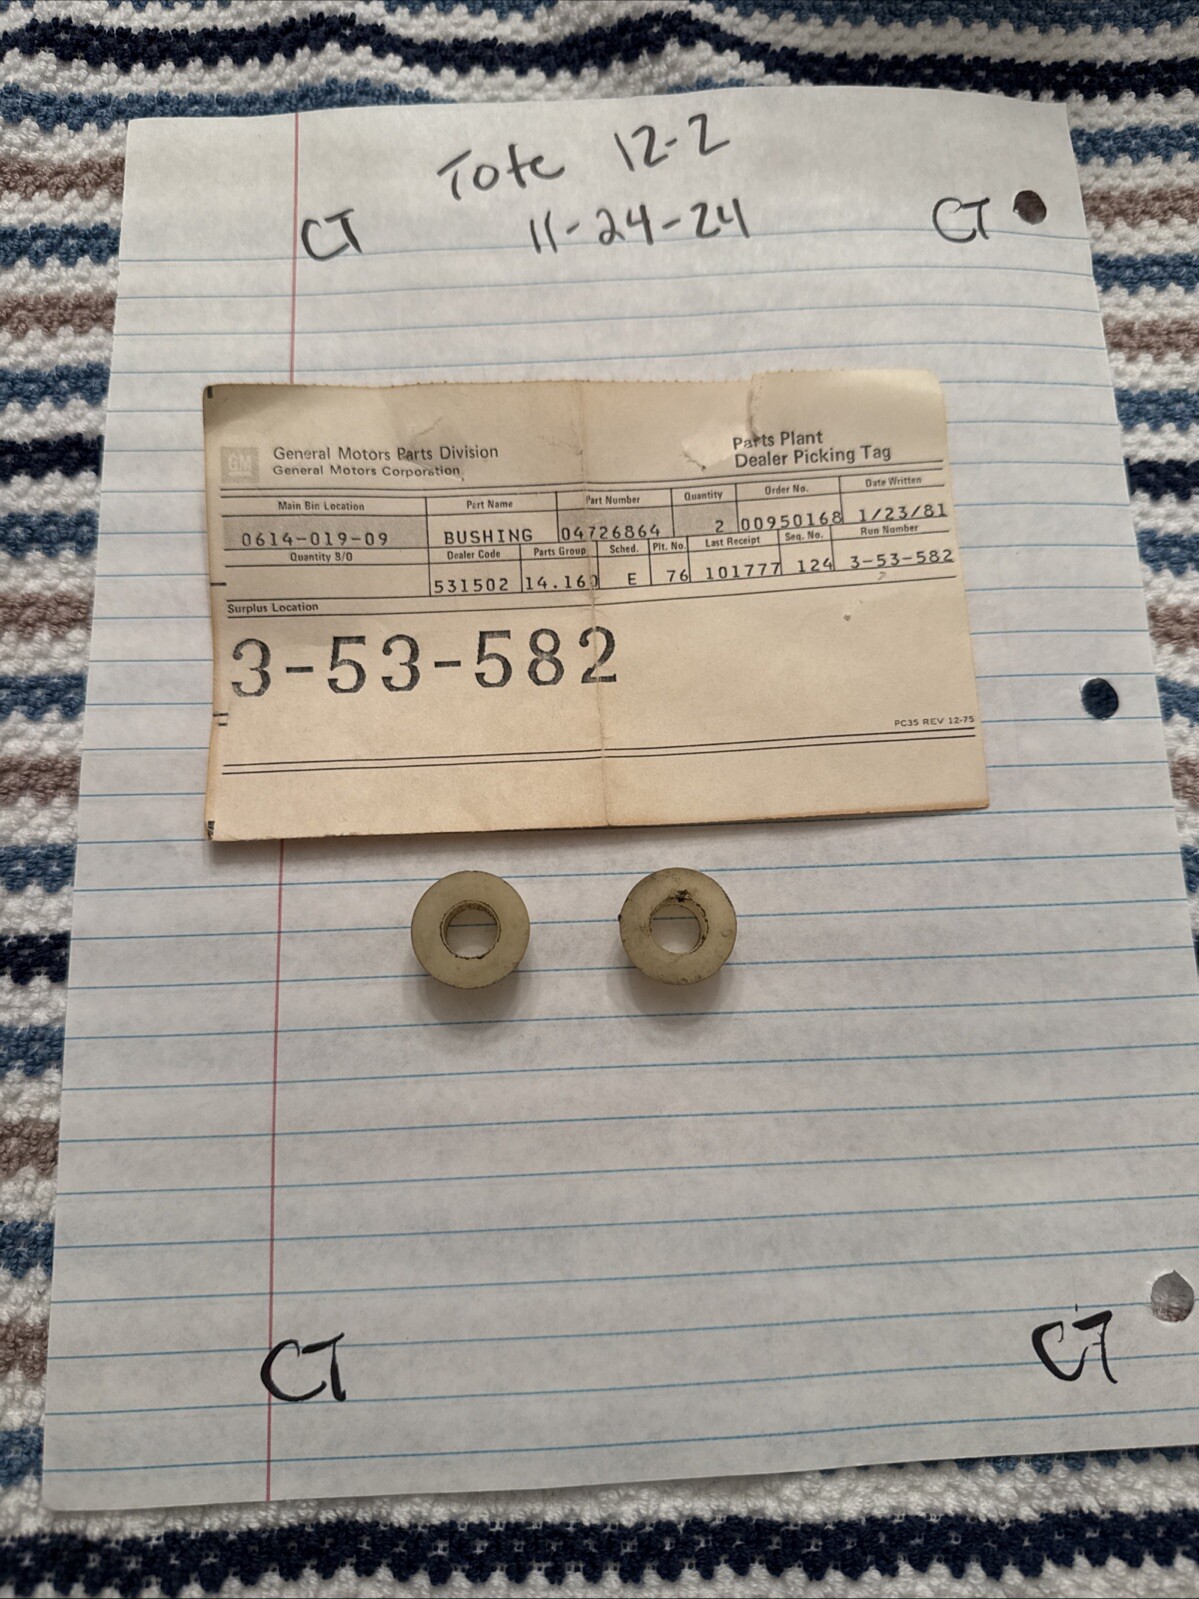 Tote 12-2
CT 11-24-24 CT
GM General Motors Parts Division
General Motors Corporation
Parts Plant
Dealer Picking Tag
Main Bin Location Part Name Part Number Quantity Order No. Date Written
0614-019-09 BUSHING 04726864 2 00950168 1/23/81
Quantity B/O Dealer Code Parts Group Sched. Plt. No. Last Receipt Seq. No. Run Number
531502 14.160 E 76 101777 124 3-53-582
Surplus Location
3-53-582
PC35 REV 12-75
CT CT